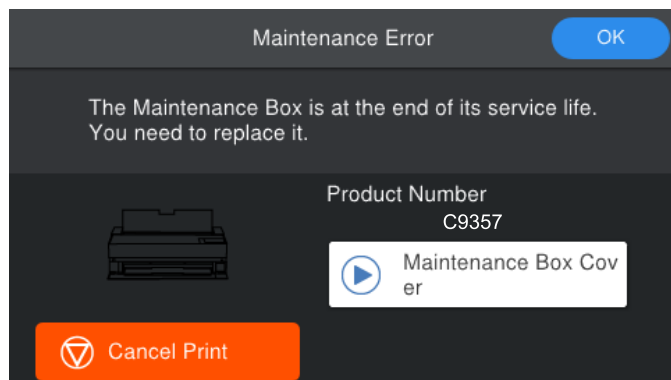 Maintenance Error
OK
The Maintenance Box is at the end of its service life.
You need to replace it.
Product Number
C9357
Maintenance Box Cov
er
Cancel Print